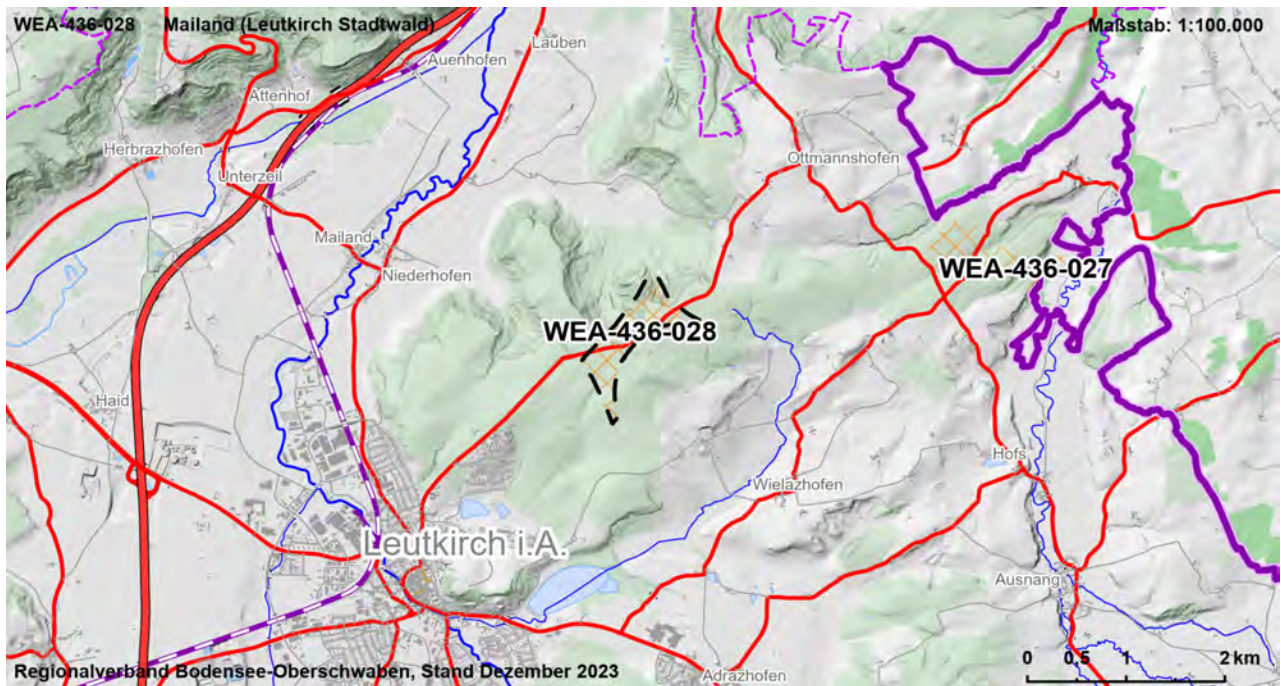 WEA-436-028 Mailand (Leutkirch Stadtwald)
Maßstab: 1:100.000
Lauben
Auenhofen
Attenhof
Herbrazhofen
Ottmannshofen
Unterzeil
Mailand
Niederhofen
WEA-436-027
WEA-436-028
Haid
Hofs
Wielazhofen
Leutkirch i.A.
Ausnang
Adrazhofen
Regionalverband Bodensee-Oberschwaben, Stand Dezember 2023
0 0,5 1 2 km